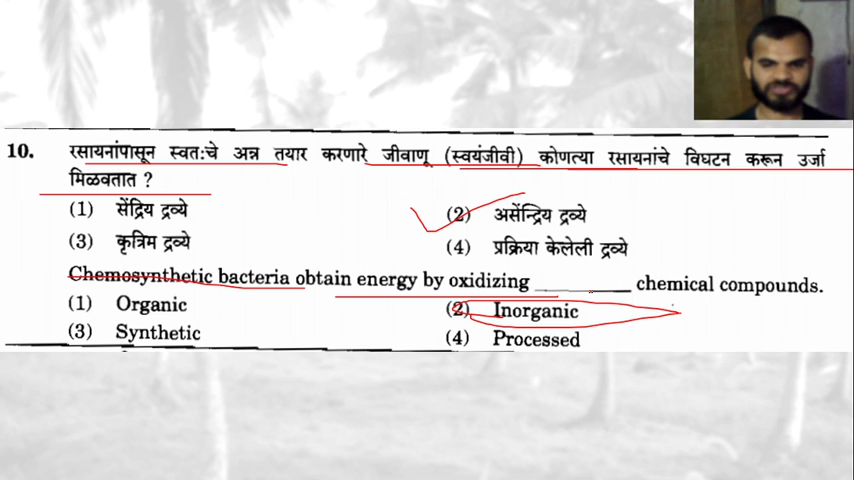 10. रसायनांपासून स्वतःचे अन्न तयार करणारे जीवाणू (स्वयंजीवी) कोणत्या रसायनांचे विघटन करून उर्जा
मिळवतात ?
(1) सेंद्रिय द्रव्ये (2) असेंन्द्रिय द्रव्ये
(3) कृत्रिम द्रव्ये (4) प्रक्रिया केलेली द्रव्ये
Chemosynthetic bacteria obtain energy by oxidizing __________ chemical compounds.
(1) Organic (2) Inorganic
(3) Synthetic (4) Processed